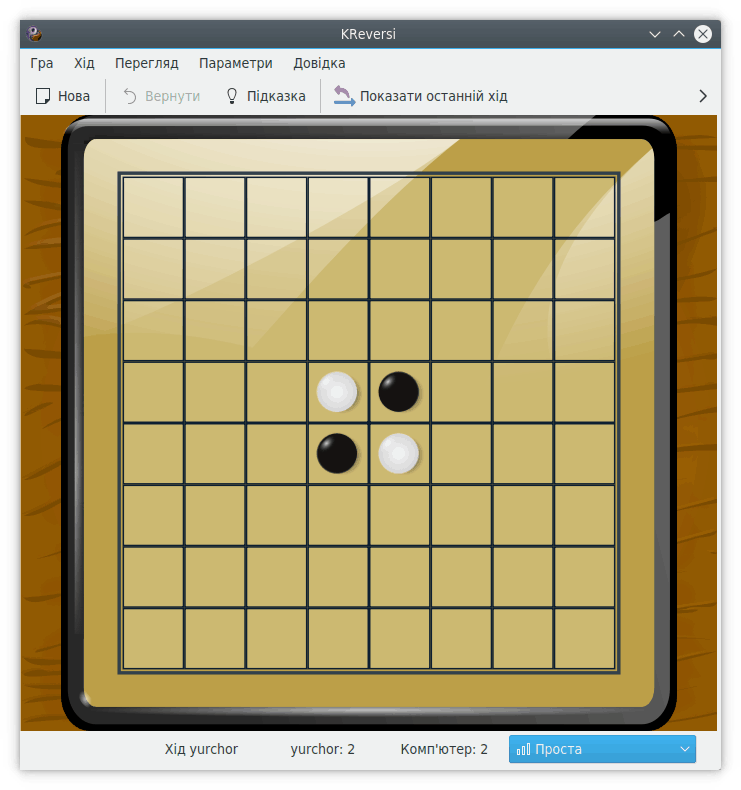 KReversi
Гра Хід Перегляд Параметри Довідка
Нова Вернути Підказка Показати останній хід
Хід yurchor yurchor: 2 Комп'ютер: 2 Проста